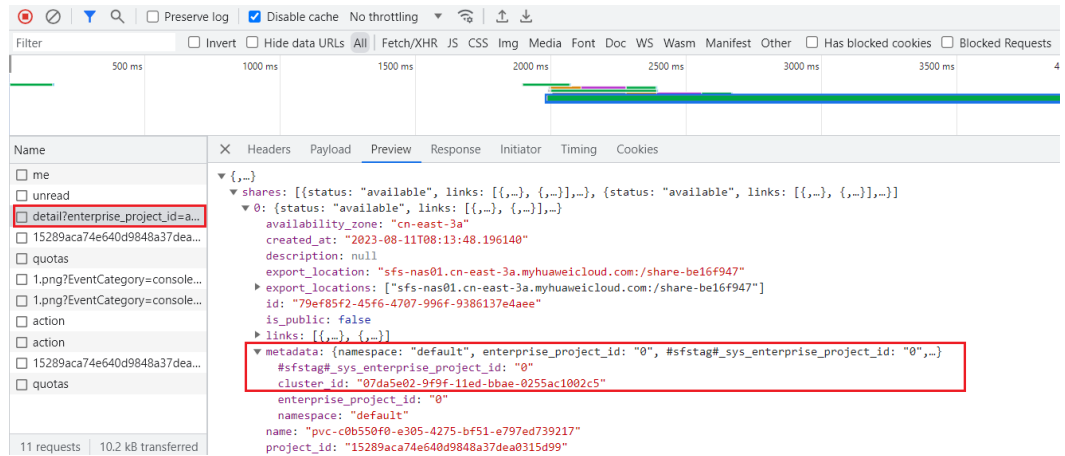 Preserve log Disable cache No throttling
Filter Invert Hide data URLs All Fetch/XHR JS CSS Img Media Font Doc WS Wasm Manifest Other Has blocked cookies Blocked Requests
500 ms 1000 ms 1500 ms 2000 ms 2500 ms 3000 ms 3500 ms 4
Name
me
unread
detail?enterprise_project_id=a...
15289aca74e640d9848a37dea...
quotas
1.png?EventCategory=console...
1.png?EventCategory=console...
action
action
15289aca74e640d9848a37dea...
quotas
11 requests 10.2 kB transferred
Headers Payload Preview Response Initiator Timing Cookies
{,…}
shares: [{status: "available", links: [{,…}, {,…}],…}, {status: "available", links: [{,…}, {,…}],…}]
0: {status: "available", links: [{,…}, {,…}],…}
availability_zone: "cn-east-3a"
created_at: "2023-08-11T08:13:48.196140"
description: null
export_location: "sfs-nas01.cn-east-3a.myhuaweicloud.com:/share-be16f947"
export_locations: ["sfs-nas01.cn-east-3a.myhuaweicloud.com:/share-be16f947"]
id: "79ef85f2-45f6-4707-996f-9386137e4aee"
is_public: false
links: [{,…}, {,…}]
metadata: {namespace: "default", enterprise_project_id: "0", #sfstag#_sys_enterprise_project_id: "0",…}
#sfstag#_sys_enterprise_project_id: "0"
cluster_id: "07da5e02-9f9f-11ed-bbae-0255ac1002c5"
enterprise_project_id: "0"
namespace: "default"
name: "pvc-c0b550f0-e305-4275-bf51-e797ed739217"
project_id: "15289aca74e640d9848a37dea0315d99"